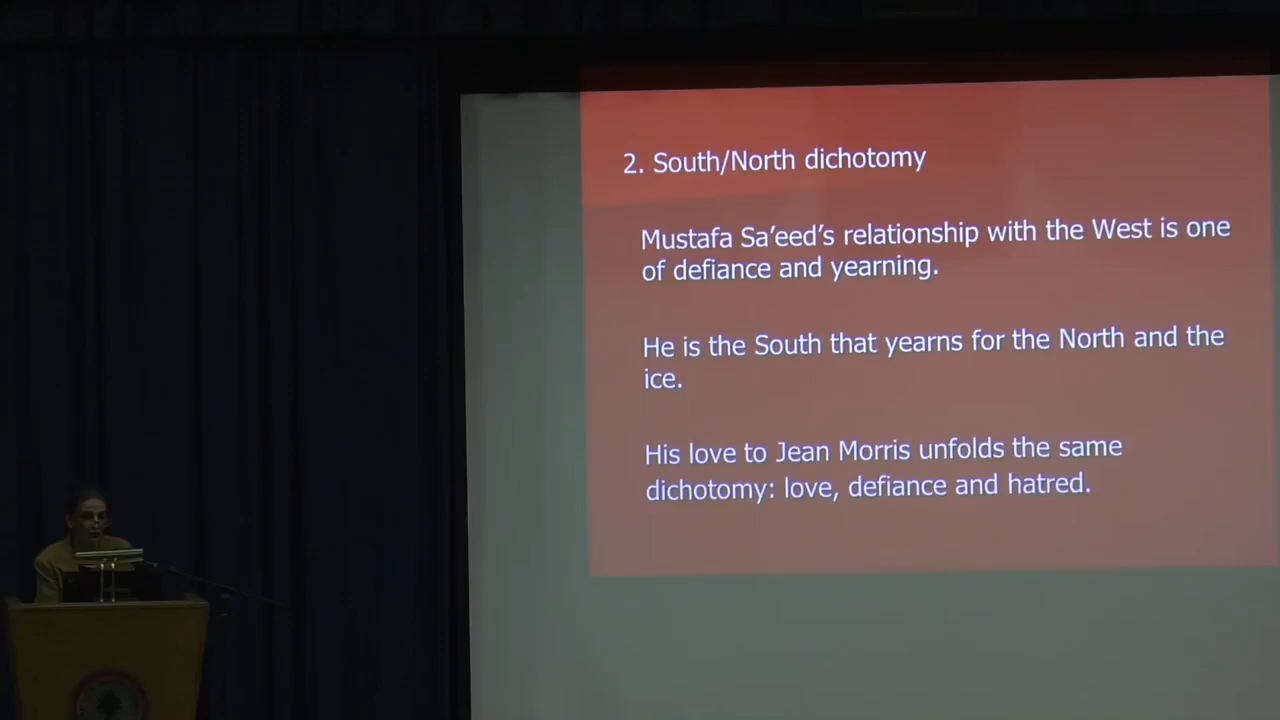 2. South/North dichotomy
Mustafa Sa'eed's relationship with the West is one
of defiance and yearning.
He is the South that yearns for the North and the
ice.
His love to Jean Morris unfolds the same
dichotomy: love, defiance and hatred.